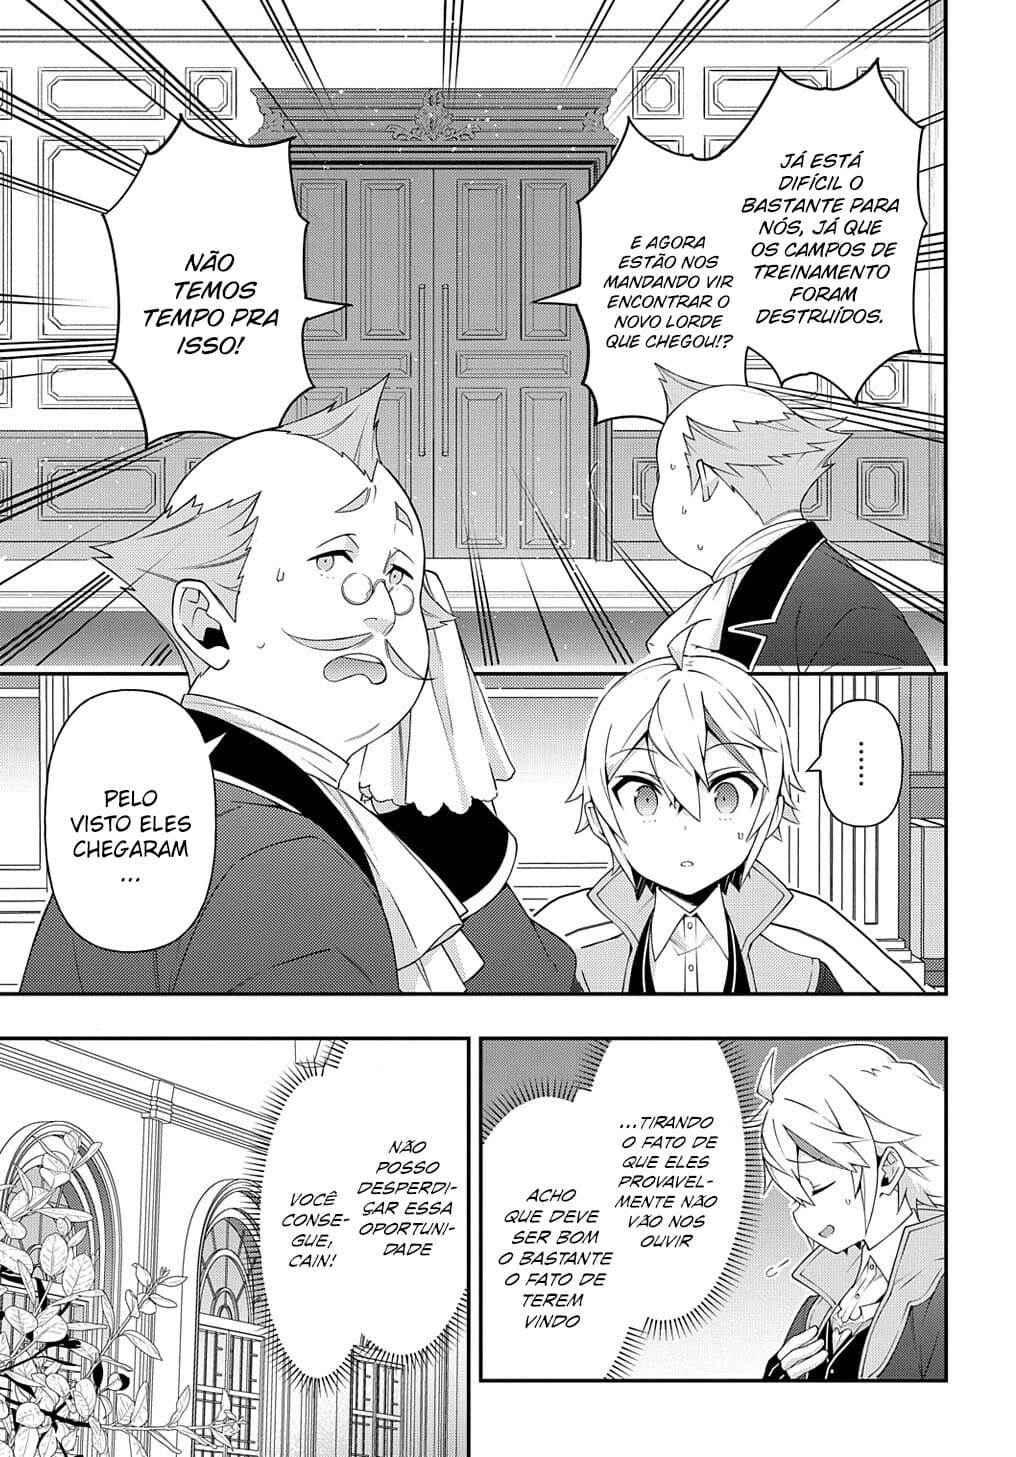 JÁ ESTÁ
DIFÍCIL O
BASTANTE PARA
NÓS, JÁ QUE
OS CAMPOS DE
TREINAMENTO
FORAM
DESTRUÍDOS.
E AGORA
ESTÃO NOS
MANDANDO VIR
ENCONTRAR O
NOVO LORDE
QUE CHEGOU!?
NÃO
TEMOS
TEMPO PRA
ISSO!
........
PELO
VISTO ELES
CHEGARAM
...
...TIRANDO
O FATO DE
QUE ELES
PROVAVEL-
MENTE NÃO
VÃO NOS
OUVIR
ACHO
QUE DEVE
SER BOM
O BASTANTE
O FATO DE
TEREM
VINDO
NÃO
POSSO
DESPERDI-
ÇAR ESSA
OPORTUNI-
DADE
VOCÊ
CONSE-
GUE,
CAIN!